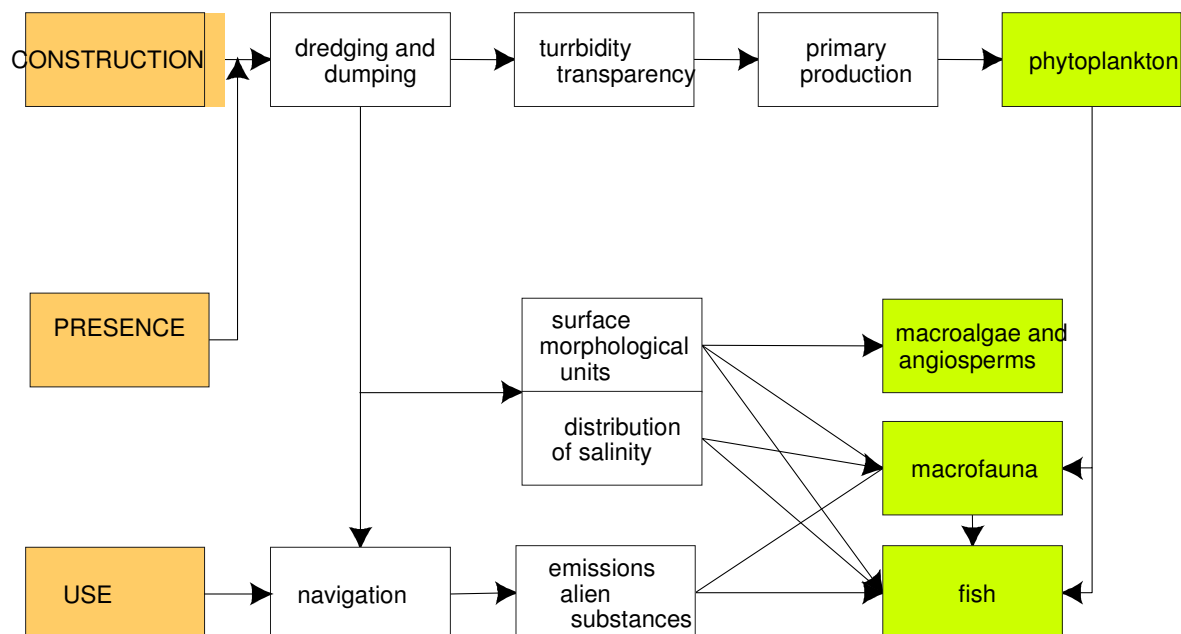 CONSTRUCTION
dredging and
dumping
turrbidity
transparency
primary
production
phytoplankton
PRESENCE
surface
morphological
units
macroalgae and
angiosperms
distribution
of salinity
macrofauna
USE
navigation
emissions
alien
substances
fish